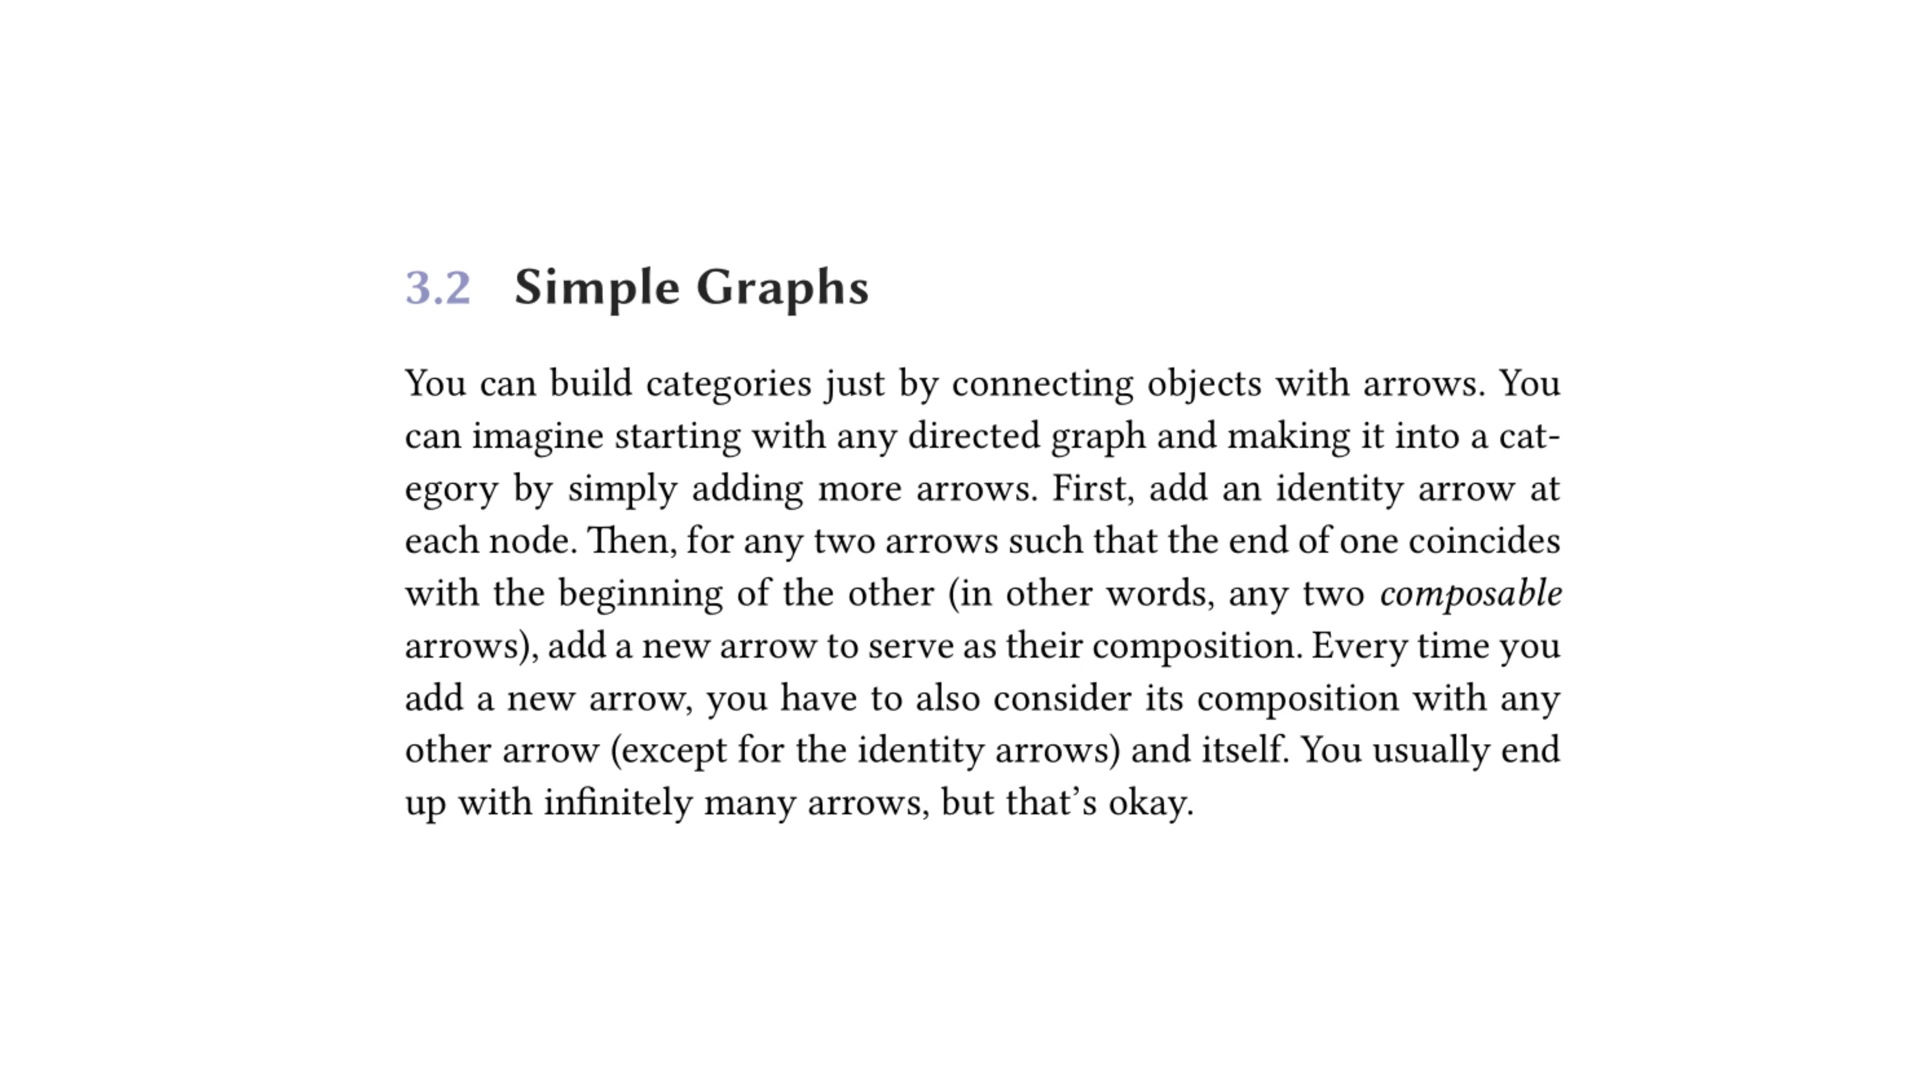 3.2 Simple Graphs
You can build categories just by connecting objects with arrows. You
can imagine starting with any directed graph and making it into a cat-
egory by simply adding more arrows. First, add an identity arrow at
each node. Then, for any two arrows such that the end of one coincides
with the beginning of the other (in other words, any two composable
arrows), add a new arrow to serve as their composition. Every time you
add a new arrow, you have to also consider its composition with any
other arrow (except for the identity arrows) and itself. You usually end
up with infinitely many arrows, but that’s okay.